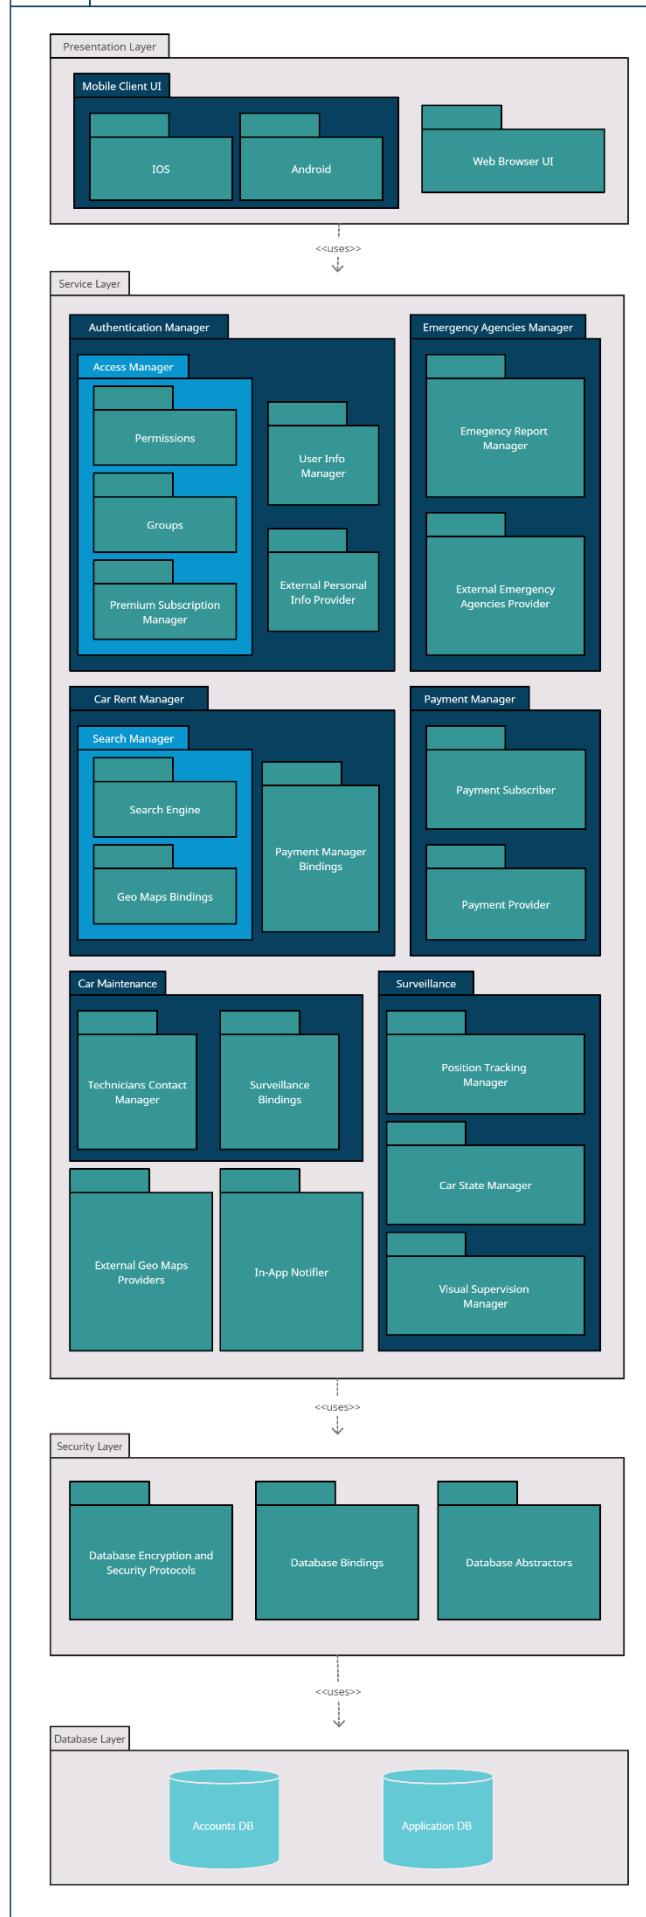 Presentation Layer
Mobile Client UI
IOS
Android
Web Browser UI
<<uses>>
Service Layer
Authentication Manager
Access Manager
Permissions
Groups
Premium Subscription
Manager
User Info
Manager
External Personal
Info Provider
Emergency Agencies Manager
Emegency Report
Manager
External Emergency
Agencies Provider
Car Rent Manager
Search Manager
Search Engine
Geo Maps Bindings
Payment Manager
Bindings
Payment Manager
Payment Subscriber
Payment Provider
Car Maintenance
Technicians Contact
Manager
Surveillance
Bindings
Surveillance
Position Tracking
Manager
Car State Manager
Visual Supervision
Manager
External Geo Maps
Providers
In-App Notifier
<<uses>>
Security Layer
Database Encryption and
Security Protocols
Database Bindings
Database Abstractors
<<uses>>
Database Layer
Accounts DB
Application DB